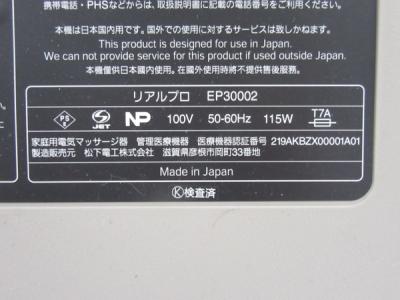 携帯電話・PHSなどからは、取扱説明書に記載の電話番号をご利用ください。
本機は日本国内用です。国外での使用に対するサービスは致しかねます。
This product is designed for use in Japan.
We can not provide service for this product if used outside Japan.
本機僅供日本國内使用。在國外使用時將不提供售後服務。
リアルプロ EP30002
PS E JET NP 100V 50-60Hz 115W T7A
家庭用電気マッサージ器 管理医療機器 医療機器認証番号 219AKBZX00001A01
製造販売元 松下電工株式会社 滋賀県彦根市岡町33番地
Made in Japan
Ⓚ検査済